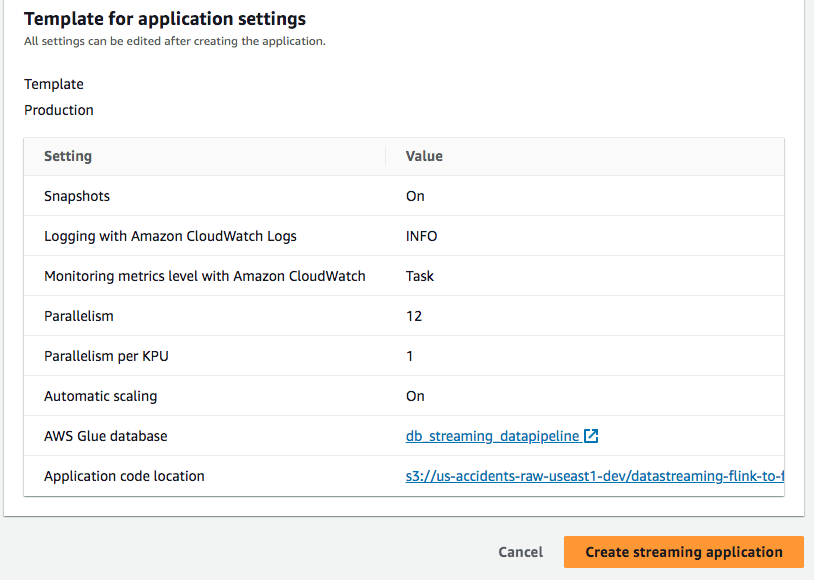 Template for application settings
All settings can be edited after creating the application.
Template
Production
Setting Value
Snapshots On
Logging with Amazon CloudWatch Logs INFO
Monitoring metrics level with Amazon CloudWatch Task
Parallelism 12
Parallelism per KPU 1
Automatic scaling On
AWS Glue database db_streaming_datapipeline
Application code location s3://us-accidents-raw-useast1-dev/datastreaming-flink-to-f
Cancel Create streaming application